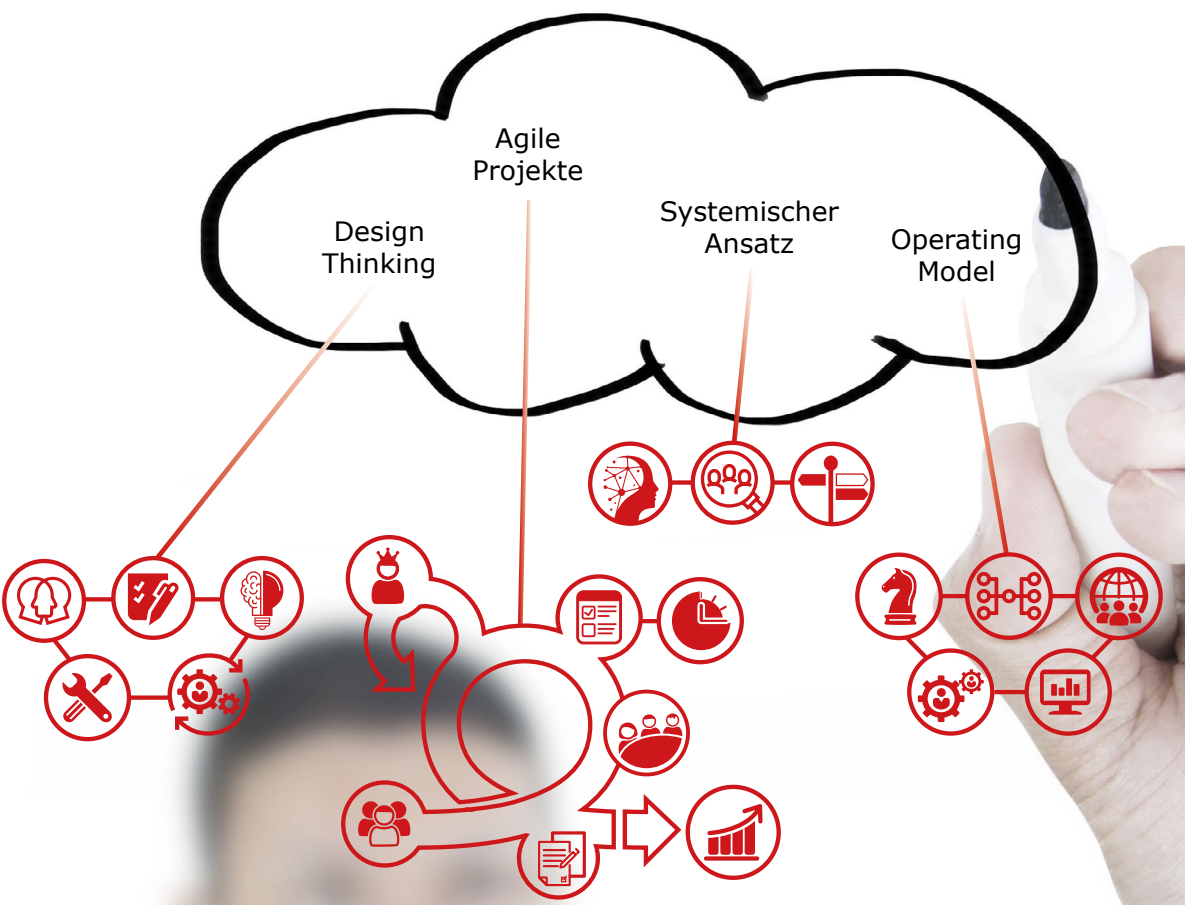 Agile
Projekte
Design
Thinking
Systemischer
Ansatz
Operating
Model